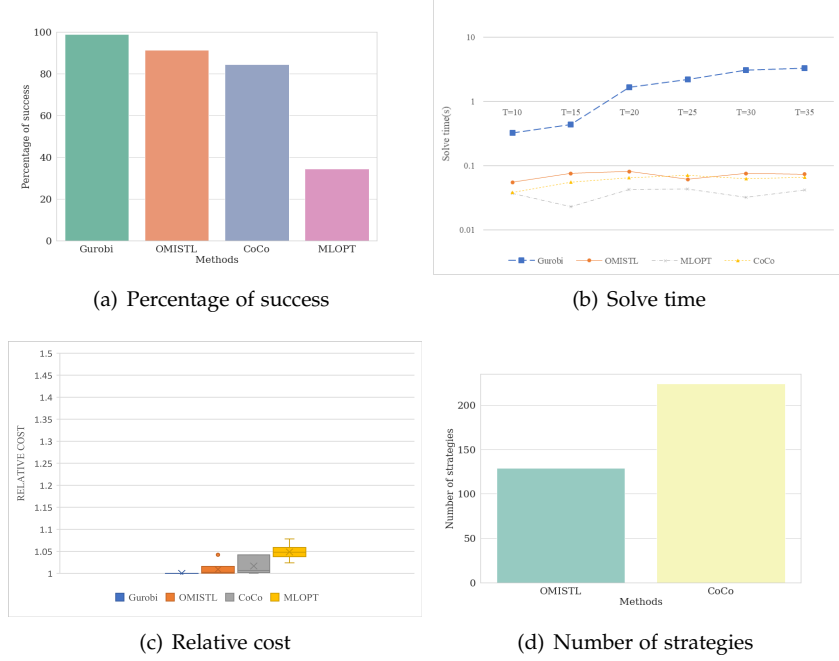 100
80
60
40
20
0
Percentage of success
Gurobi OMISTL CoCo MLOPT
Methods
(a) Percentage of success
10
1
0.1
0.01
Solve time(s)
T=10 T=15 T=20 T=25 T=30 T=35
Gurobi OMISTL MLOPT CoCo
(b) Solve time
1.5
1.45
1.4
1.35
1.3
1.25
1.2
1.15
1.1
1.05
1
RELATIVE COST
Gurobi OMISTL CoCo MLOPT
(c) Relative cost
200
150
100
50
0
Number of strategies
OMISTL CoCo
Methods
(d) Number of strategies